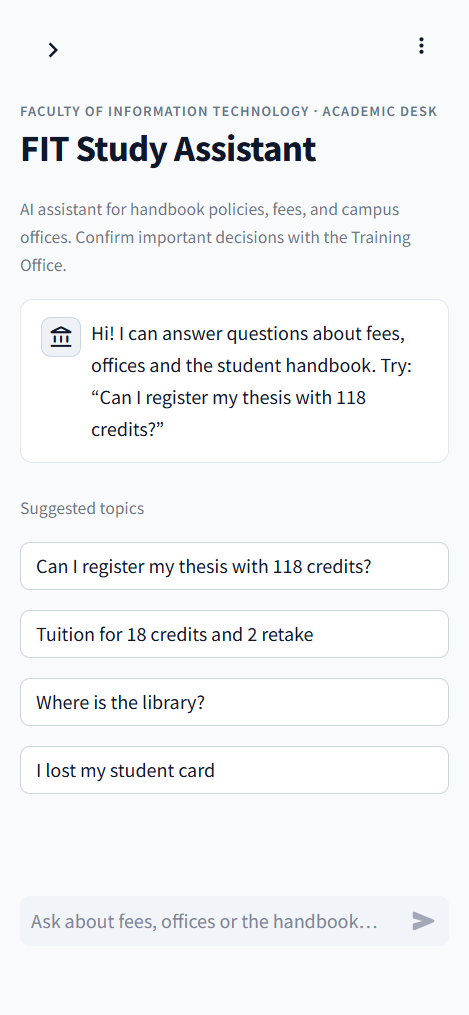 FACULTY OF INFORMATION TECHNOLOGY · ACADEMIC DESK
FIT Study Assistant
AI assistant for handbook policies, fees, and campus
offices. Confirm important decisions with the Training
Office.
Hi! I can answer questions about fees,
offices and the student handbook. Try:
“Can I register my thesis with 118
credits?”
Suggested topics
Can I register my thesis with 118 credits?
Tuition for 18 credits and 2 retake
Where is the library?
I lost my student card
Ask about fees, offices or the handbook…